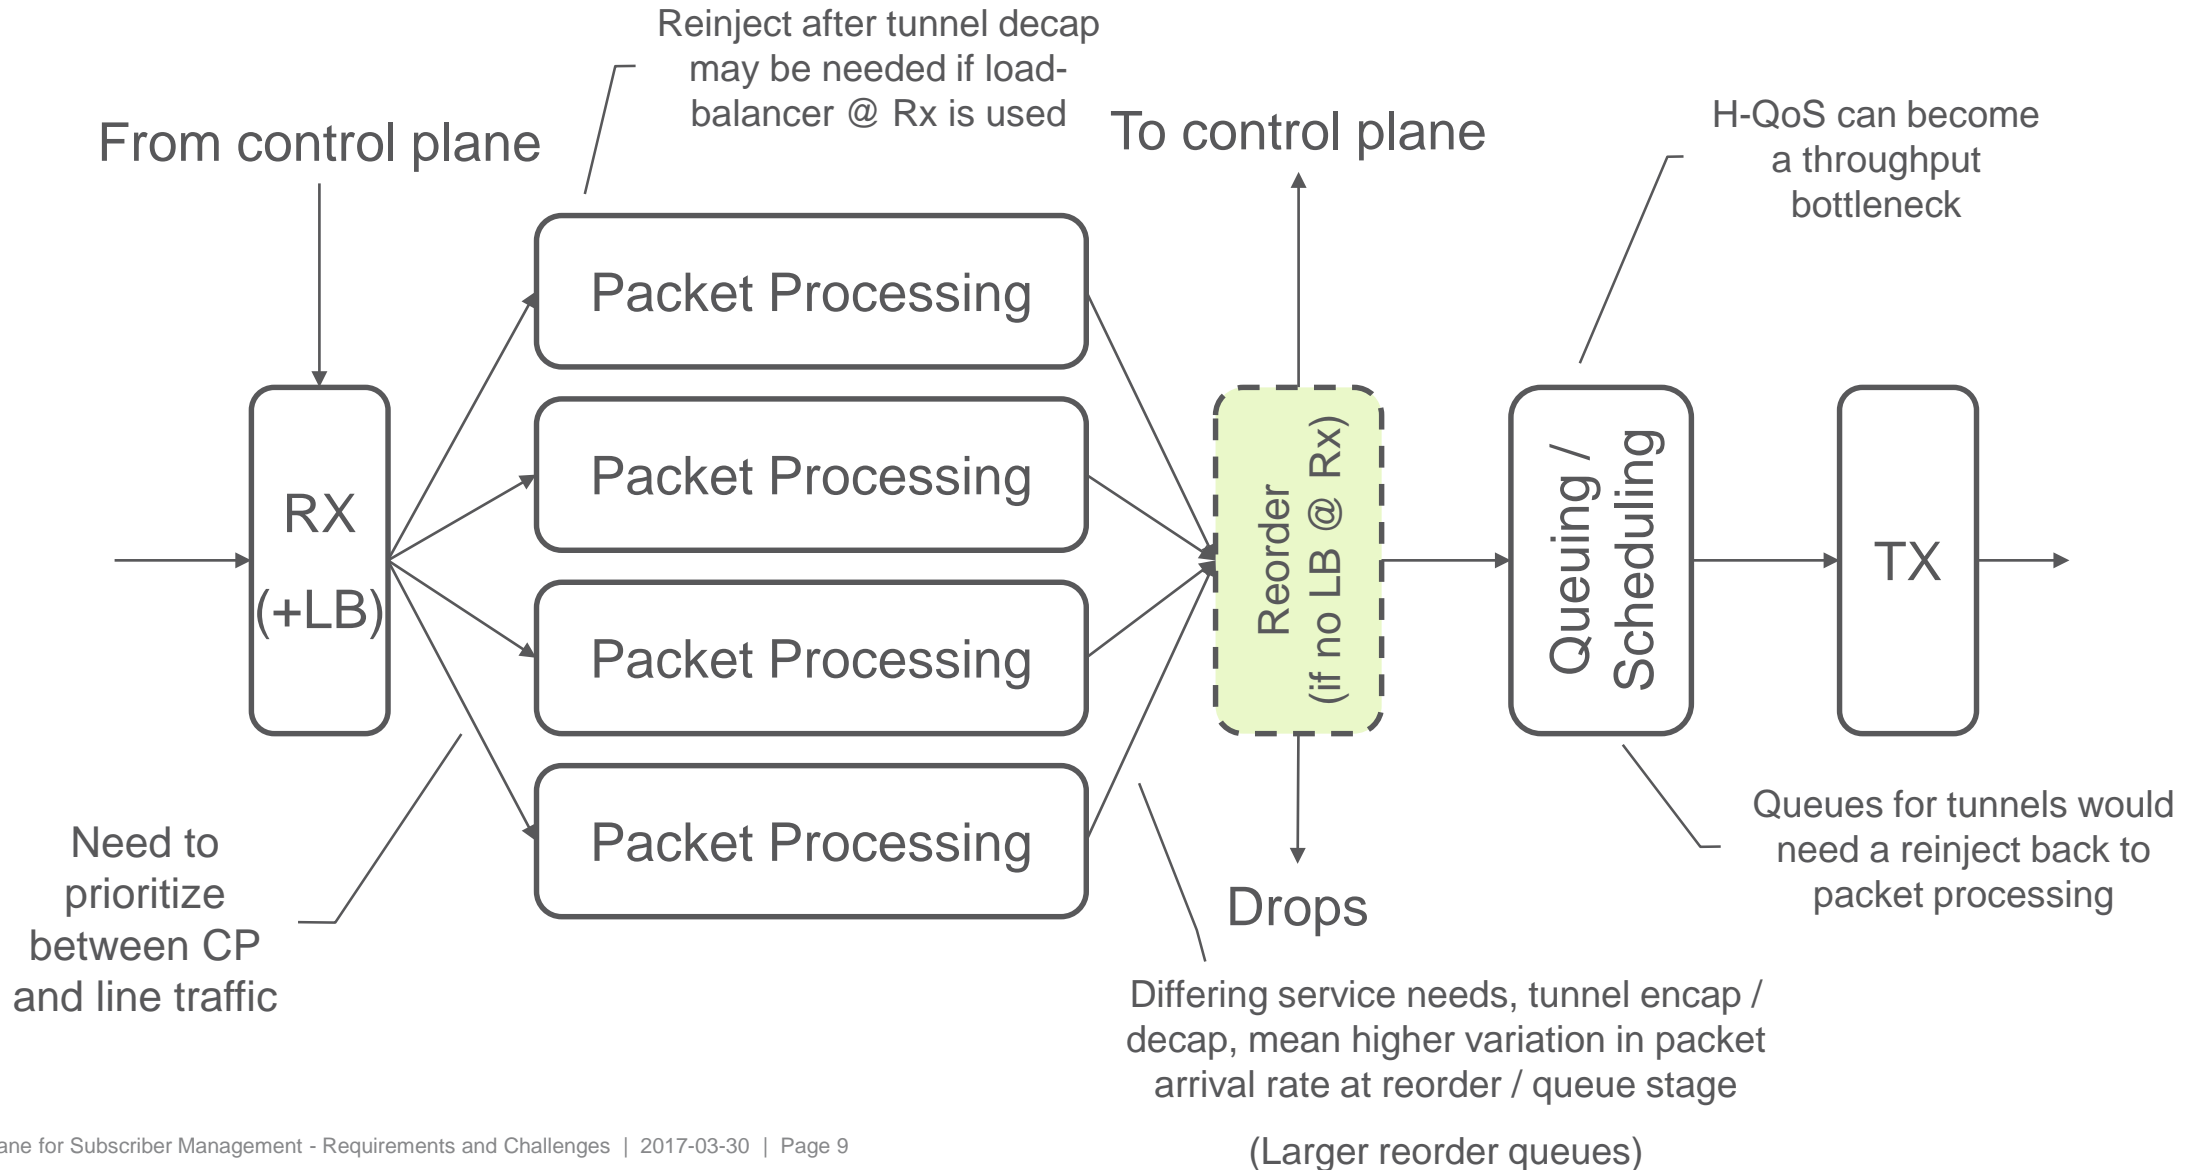 Reinject after tunnel decap
may be needed if load-
balancer @ Rx is used
From control plane
To control plane
H-QoS can become
a throughput
bottleneck
Packet Processing
Packet Processing
Packet Processing
Packet Processing
RX
(+LB)
Reorder
(if no LB @ Rx)
Queuing /
Scheduling
TX
Need to
prioritize
between CP
and line traffic
Drops
Queues for tunnels would
need a reinject back to
packet processing
Differing service needs, tunnel encap /
decap, mean higher variation in packet
arrival rate at reorder / queue stage
(Larger reorder queues)
ane for Subscriber Management - Requirements and Challenges | 2017-03-30 | Page 9